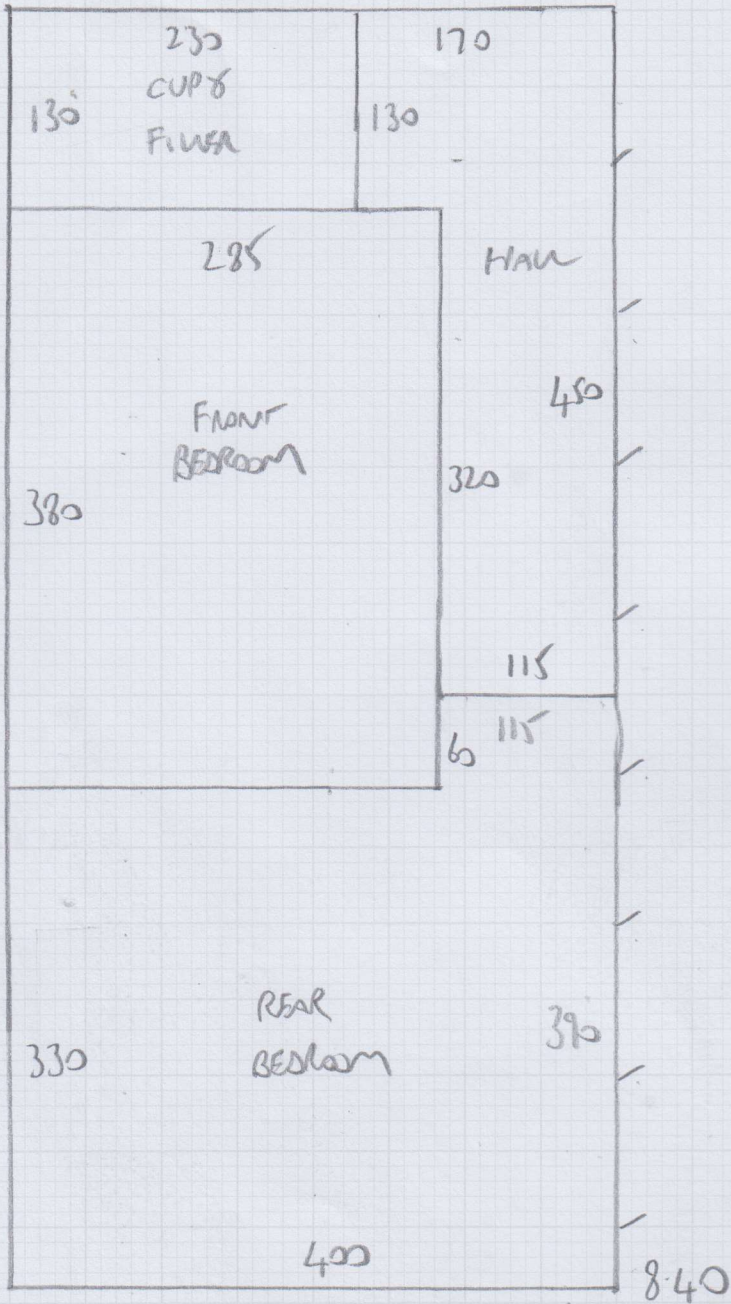 230
170
CUPB
130
130
FILLER
285
HALL
450
FRONT
BEDROOM
320
380
115
115
60
REAR
390
BEDROOM
330
400
8.40